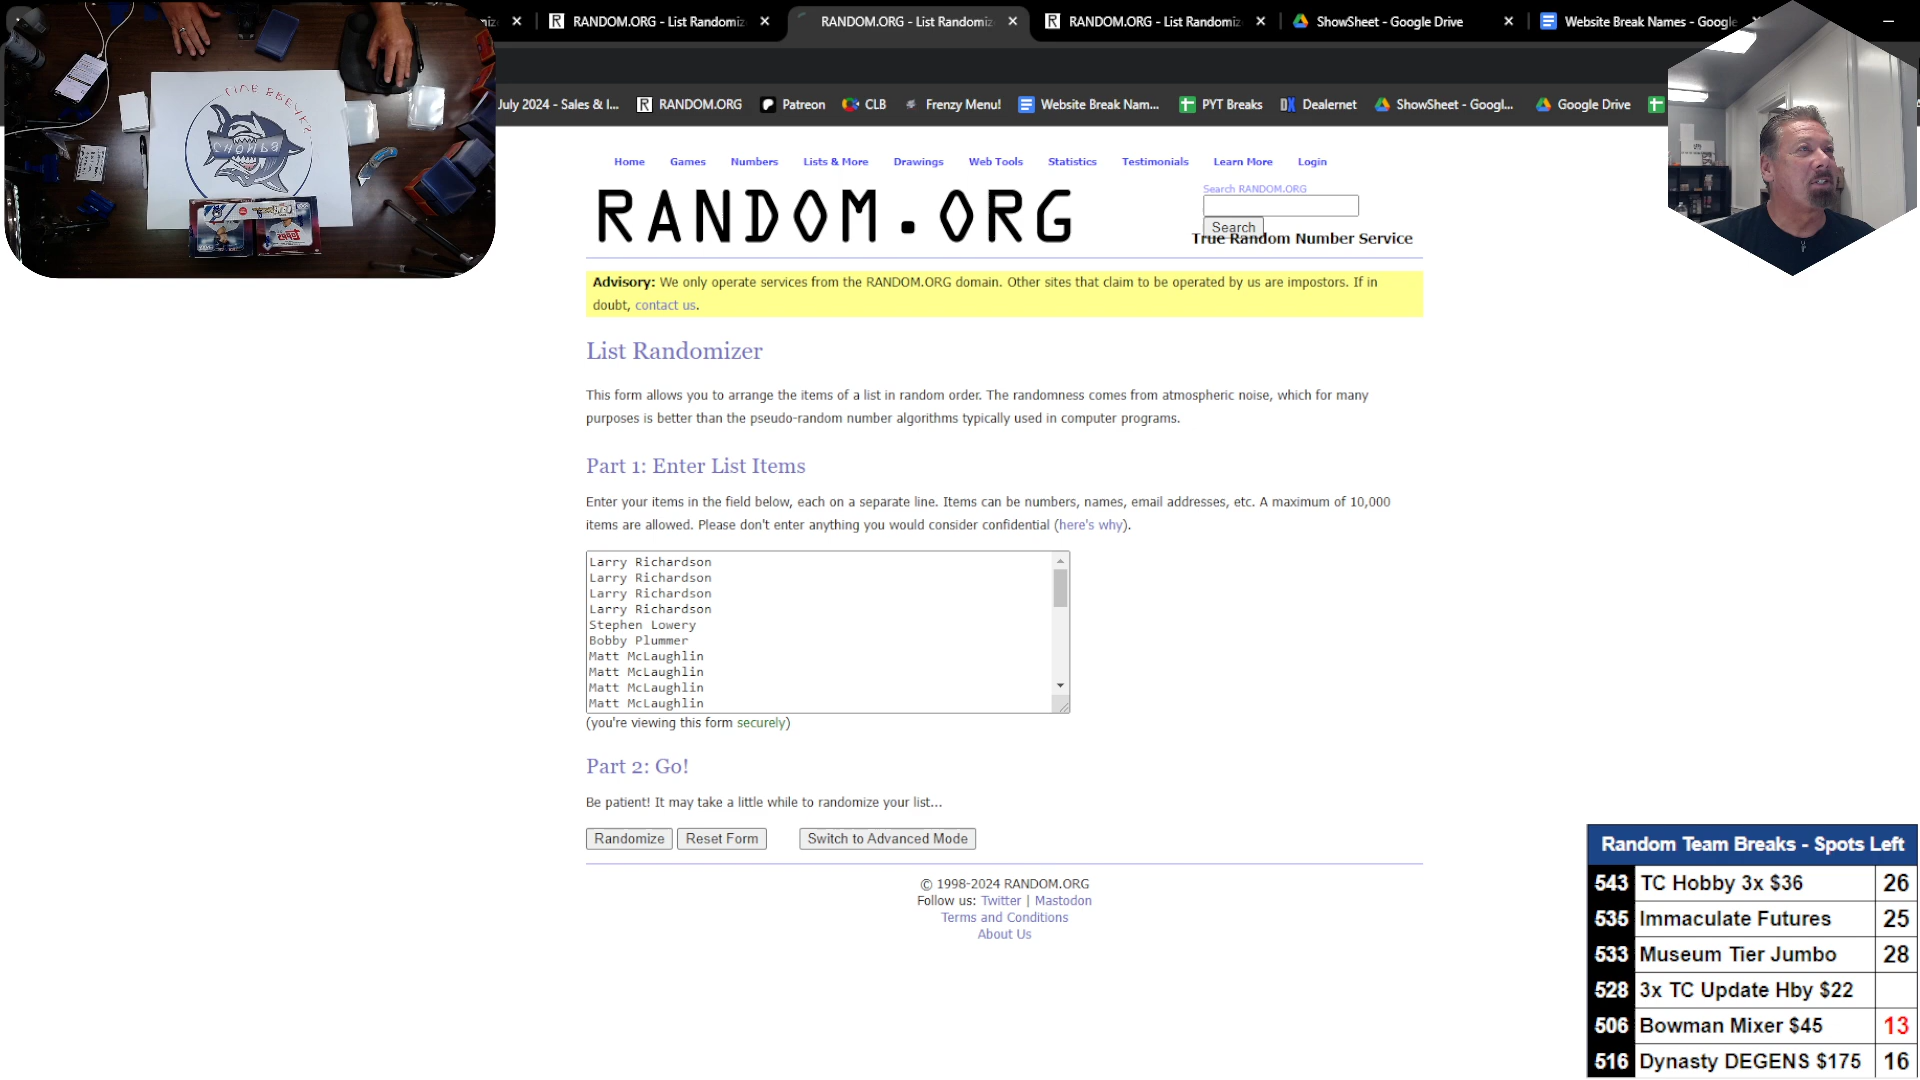 RANDOM.ORG - List Randomiz
RANDOM.ORG - List Randomiz
RANDOM.ORG - List Randomiz
ShowSheet - Google Drive
Website Break Names - Google
July 2024 - Sales & I...
RANDOM.ORG
Patreon
CLB
Frenzy Menu!
Website Break Nam...
PYT Breaks
Dealernet
ShowSheet - Googl...
Google Drive
Home
Games
Numbers
Lists & More
Drawings
Web Tools
Statistics
Testimonials
Learn More
Login
RANDOM.ORG
Search RANDOM.ORG
Search
True Random Number Service
Advisory: We only operate services from the RANDOM.ORG domain. Other sites that claim to be operated by us are impostors. If in
doubt, contact us.
List Randomizer
This form allows you to arrange the items of a list in random order. The randomness comes from atmospheric noise, which for many
purposes is better than the pseudo-random number algorithms typically used in computer programs.
Part 1: Enter List Items
Enter your items in the field below, each on a separate line. Items can be numbers, names, email addresses, etc. A maximum of 10,000
items are allowed. Please don't enter anything you would consider confidential (here's why).
Larry Richardson
Larry Richardson
Larry Richardson
Larry Richardson
Stephen Lowery
Bobby Plummer
Matt McLaughlin
Matt McLaughlin
Matt McLaughlin
Matt McLaughlin
(you're viewing this form securely)
Part 2: Go!
Be patient! It may take a little while to randomize your list...
Randomize
Reset Form
Switch to Advanced Mode
© 1998-2024 RANDOM.ORG
Follow us: Twitter | Mastodon
Terms and Conditions
About Us
Random Team Breaks - Spots Left
543 TC Hobby 3x $36 26
535 Immaculate Futures 25
533 Museum Tier Jumbo 28
528 3x TC Update Hby $22
506 Bowman Mixer $45 13
516 Dynasty DEGENS $175 16